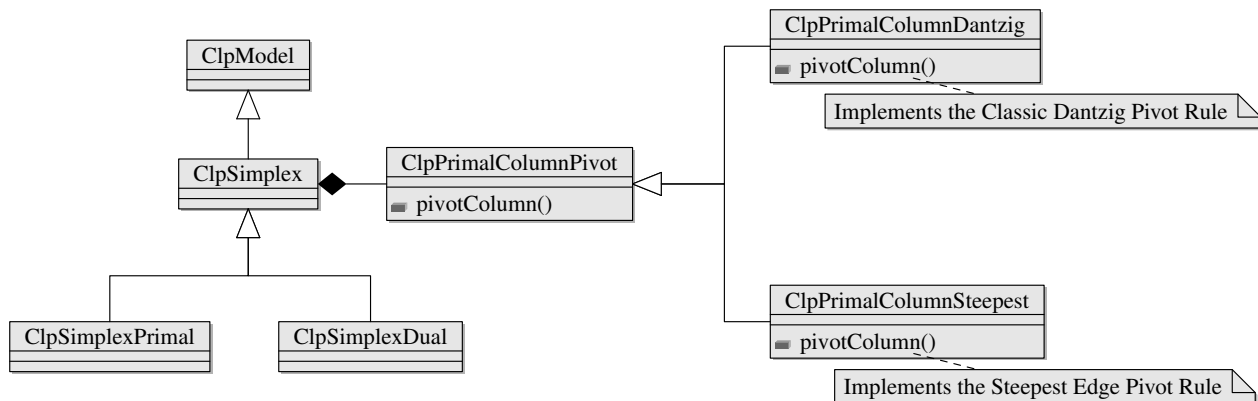 ClpModel
ClpSimplex
ClpSimplexPrimal
ClpSimplexDual
ClpPrimalColumnPivot
pivotColumn()
ClpPrimalColumnDantzig
pivotColumn()
Implements the Classic Dantzig Pivot Rule
ClpPrimalColumnSteepest
pivotColumn()
Implements the Steepest Edge Pivot Rule